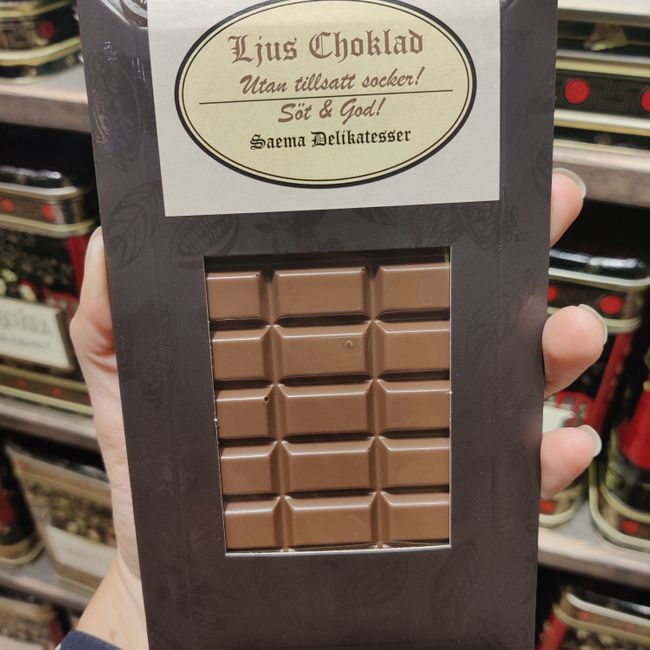 Ljus Choklad
Utan tillsatt socker!
Söt & God!
Saema Delikatesser